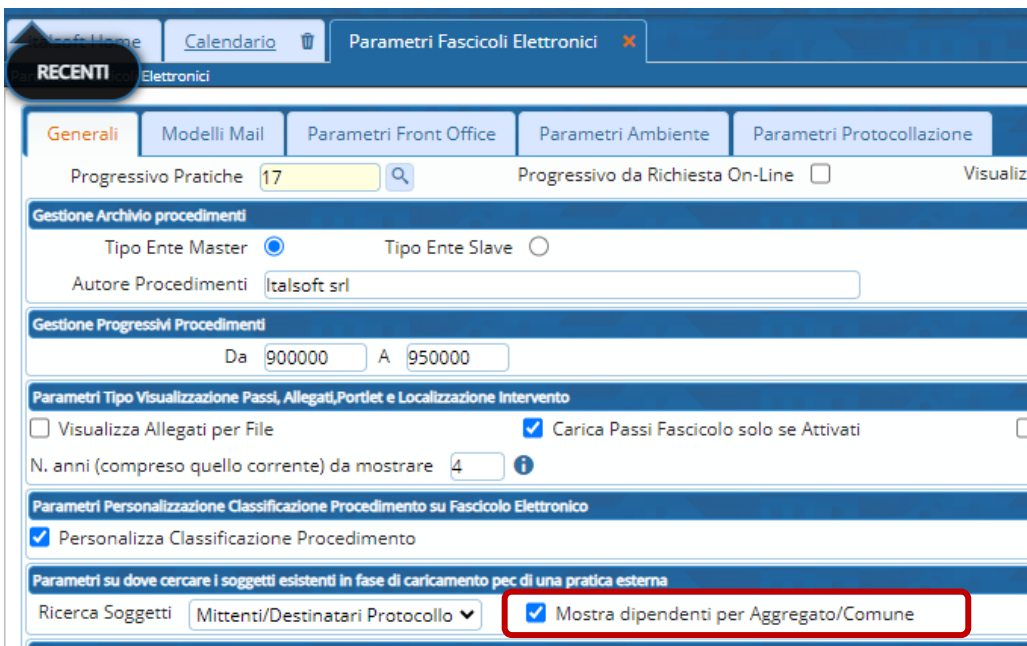 Italsoft Home Calendario Parametri Fascicoli Elettronici
RECENTI
Elettronici
Generali Modelli Mail Parametri Front Office Parametri Ambiente Parametri Protocollazione
Progressivo Pratiche 17 Progressivo da Richiesta On-Line Visualiz
Gestione Archivio procedimenti
Tipo Ente Master Tipo Ente Slave
Autore Procedimenti Italsoft srl
Gestione Progressivi Procedimenti
Da 900000 A 950000
Parametri Tipo Visualizzazione Passi, Allegati,Portlet e Localizzazione Intervento
Visualizza Allegati per File Carica Passi Fascicolo solo se Attivati
N. anni (compreso quello corrente) da mostrare 4
Parametri Personalizzazione Classificazione Procedimento su Fascicolo Elettronico
Personalizza Classificazione Procedimento
Parametri su dove cercare i soggetti esistenti in fase di caricamento pec di una pratica esterna
Ricerca Soggetti Mittenti/Destinatari Protocollo Mostra dipendenti per Aggregato/Comune